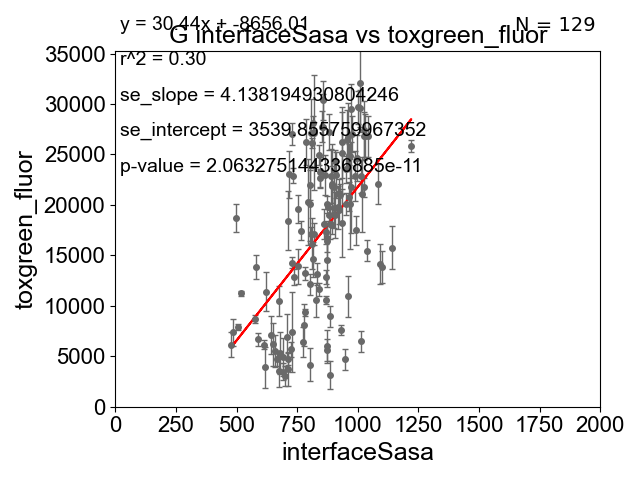 y = 30.44x + -8656.01
N = 129
G interfaceSasa vs toxgreen_fluor
r^2 = 0.30
se_slope = 4.138194930804246
se_intercept = 3539.855759967352
p-value = 2.063275144336885e-11
35000
30000
25000
20000
15000
10000
5000
0
toxgreen_fluor
0 250 500 750 1000 1250 1500 1750 2000
interfaceSasa